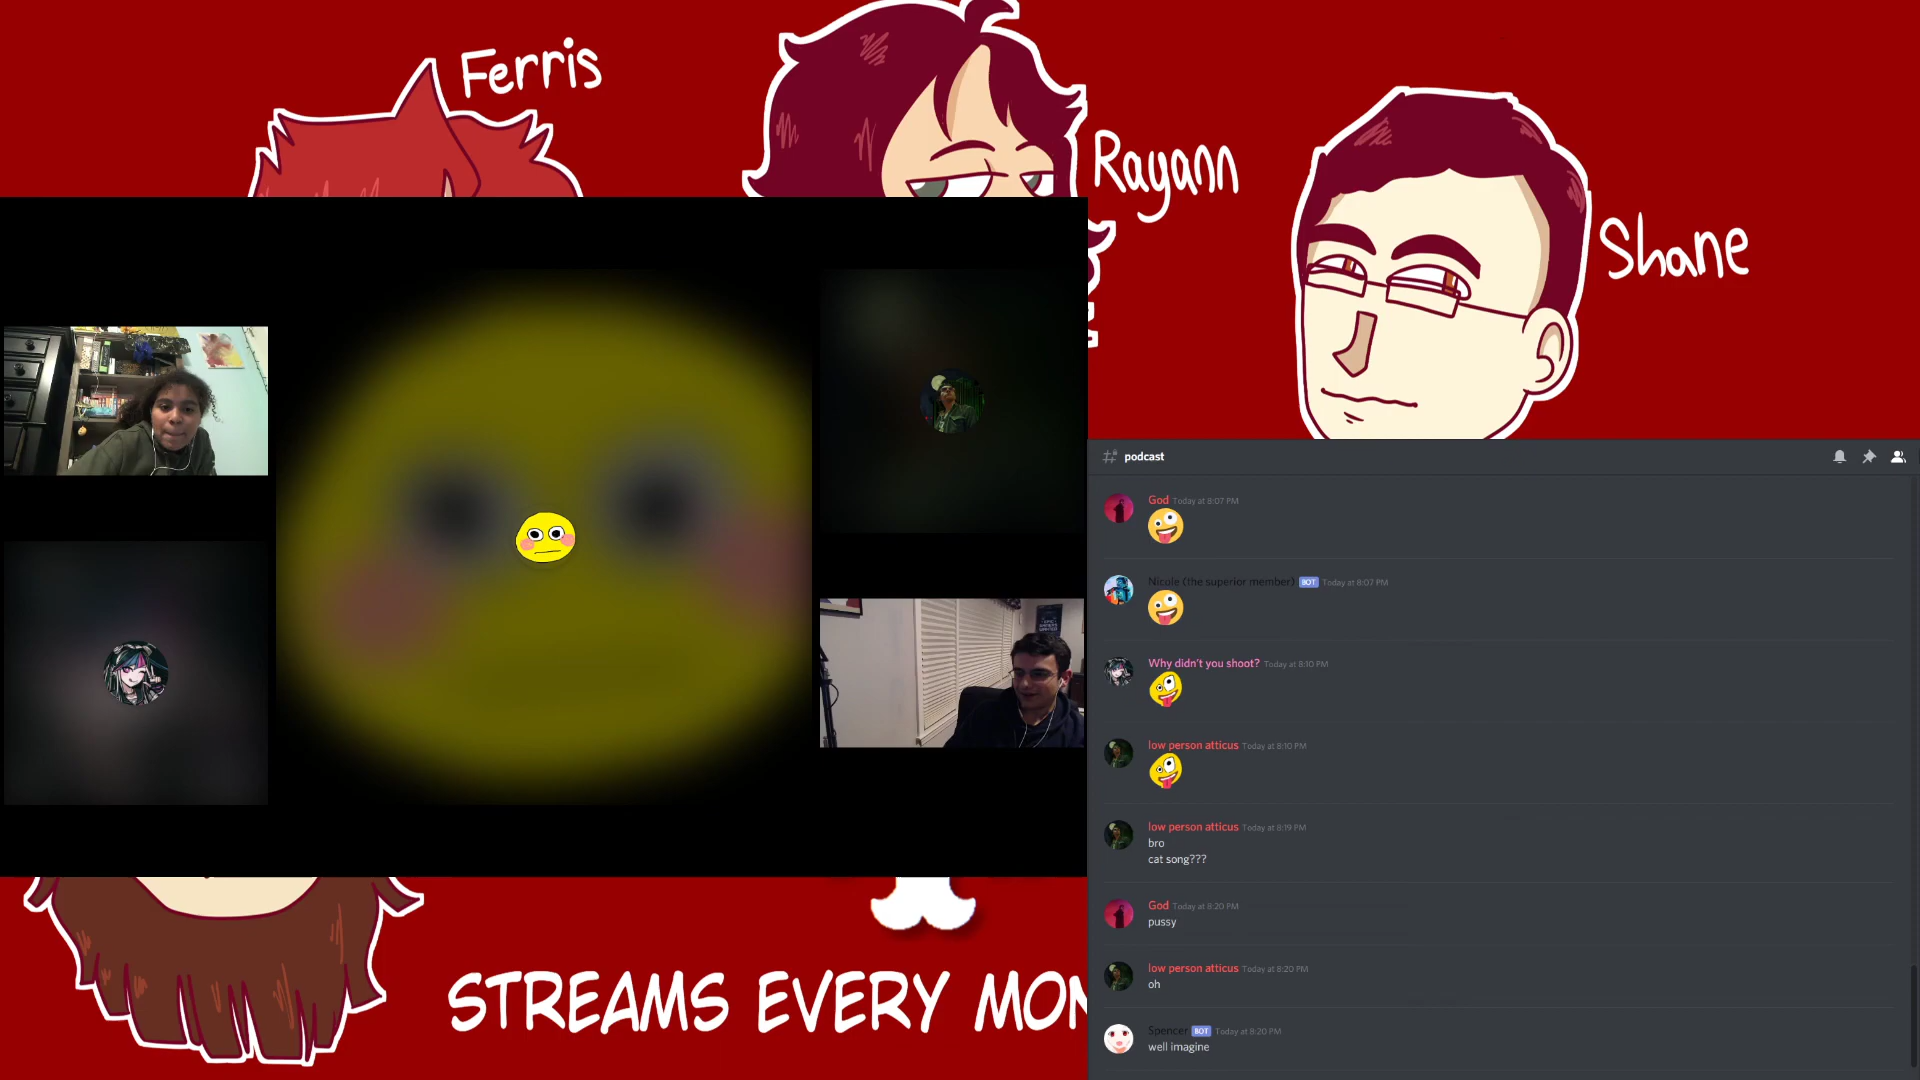 Ferris
Rayann
Shane
podcast
God Today at 8:07 PM
Nicole (the superior member) BOT Today at 8:07 PM
Why didn't you shoot? Today at 8:10 PM
low person atticus Today at 8:10 PM
low person atticus Today at 8:19 PM
bro
cat song???
God Today at 8:20 PM
pussy
low person atticus Today at 8:20 PM
oh
Spencer BOT Today at 8:20 PM
well imagine
STREAMS EVERY MON